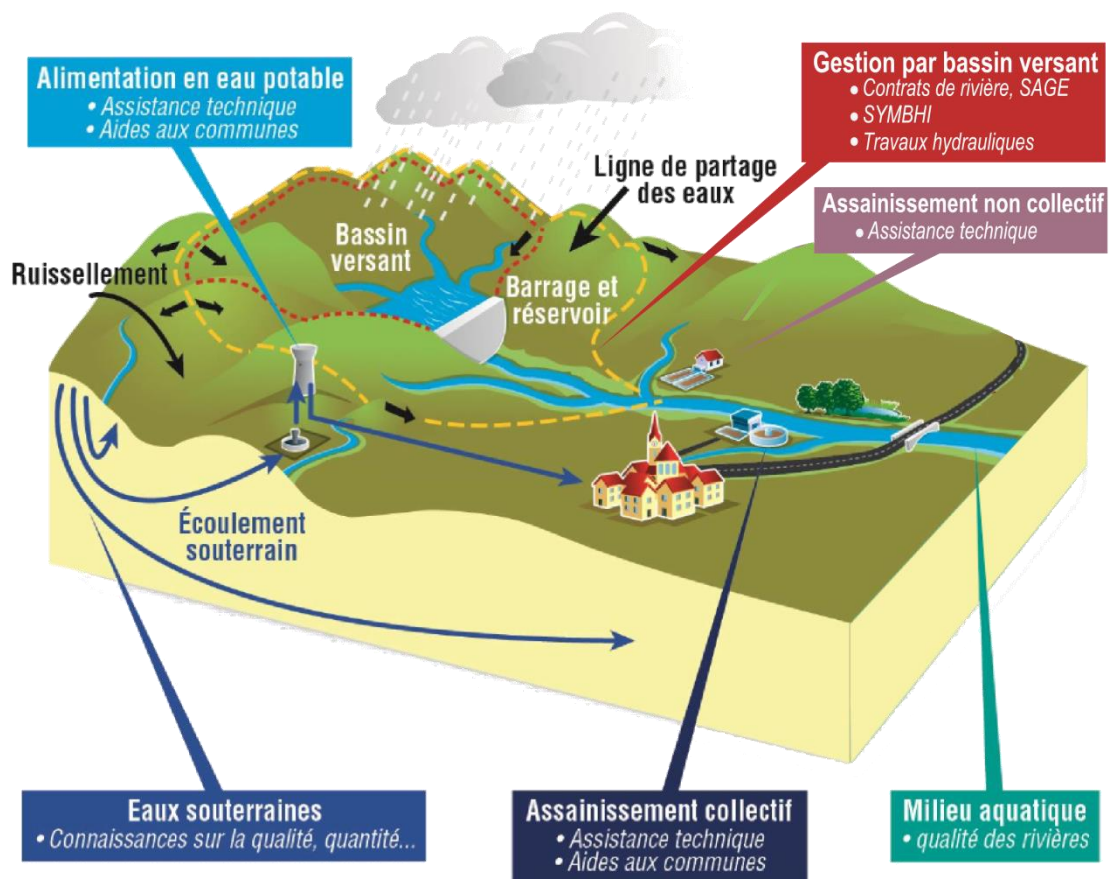 Alimentation en eau potable
• Assistance technique
• Aides aux communes
Gestion par bassin versant
• Contrats de rivière, SAGE
• SYMBHI
• Travaux hydrauliques
Ligne de partage
des eaux
Assainissement non collectif
• Assistance technique
Bassin
versant
Ruissellement
Barrage et
réservoir
Écoulement
souterrain
Eaux souterraines
• Connaissances sur la qualité, quantité...
Assainissement collectif
• Assistance technique
• Aides aux communes
Milieu aquatique
• qualité des rivières